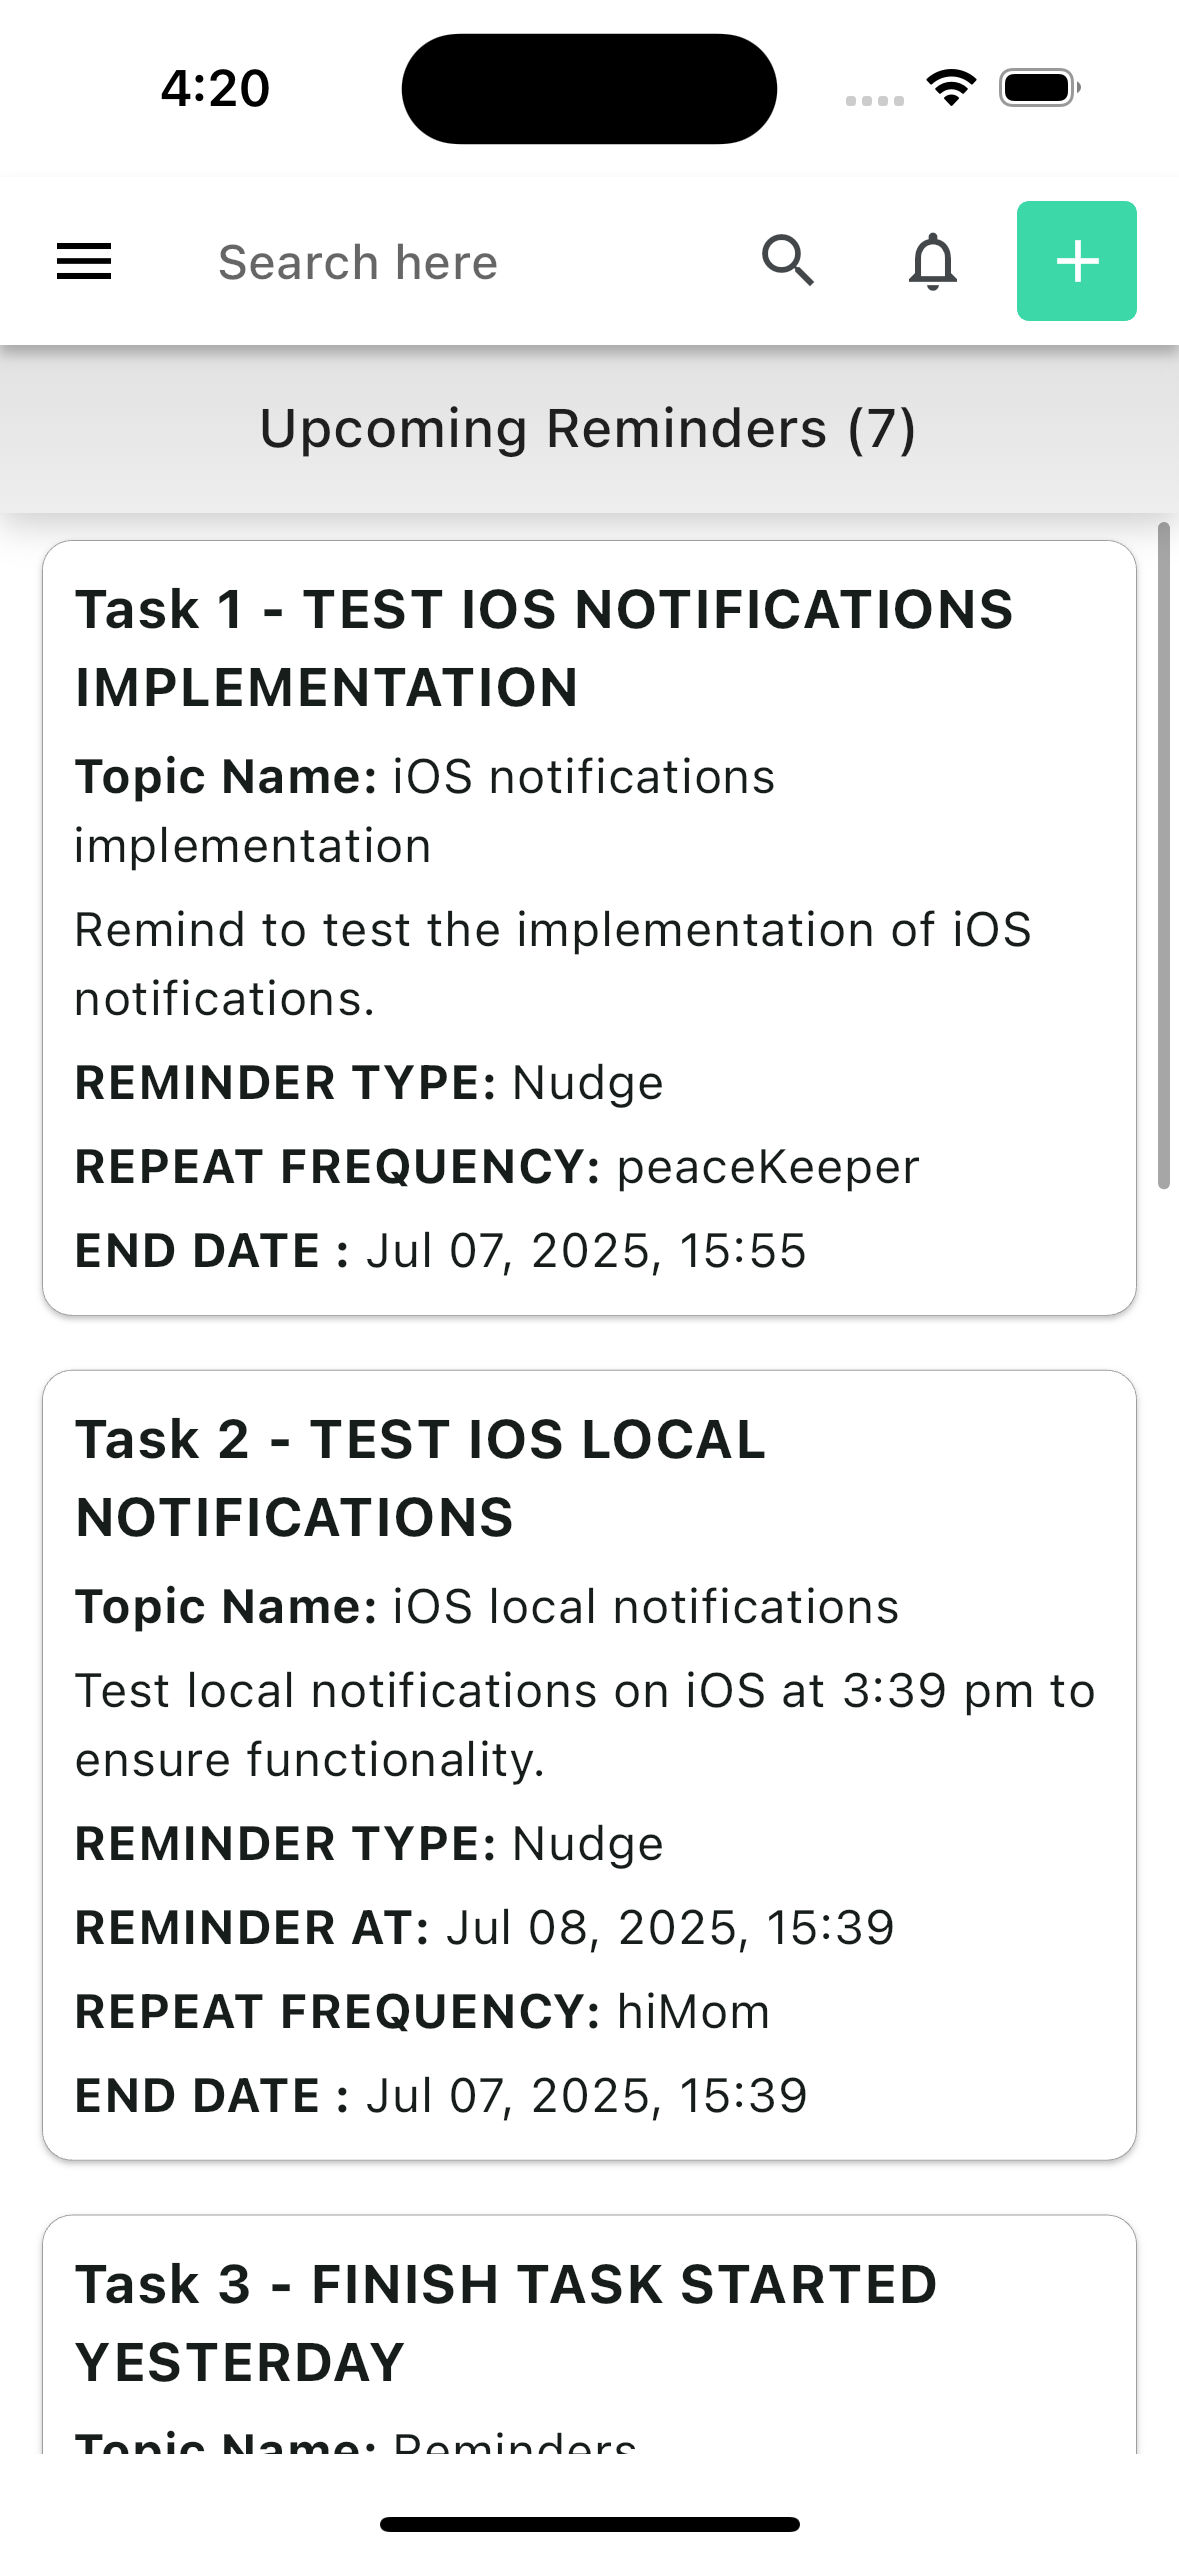 4:20
Search here
Upcoming Reminders (7)
Task 1 - TEST IOS NOTIFICATIONS
IMPLEMENTATION
Topic Name: iOS notifications
implementation
Remind to test the implementation of iOS
notifications.
REMINDER TYPE: Nudge
REPEAT FREQUENCY: peaceKeeper
END DATE : Jul 07, 2025, 15:55
Task 2 - TEST IOS LOCAL
NOTIFICATIONS
Topic Name: iOS local notifications
Test local notifications on iOS at 3:39 pm to
ensure functionality.
REMINDER TYPE: Nudge
REMINDER AT: Jul 08, 2025, 15:39
REPEAT FREQUENCY: hiMom
END DATE : Jul 07, 2025, 15:39
Task 3 - FINISH TASK STARTED
YESTERDAY
Topic Name: Reminders